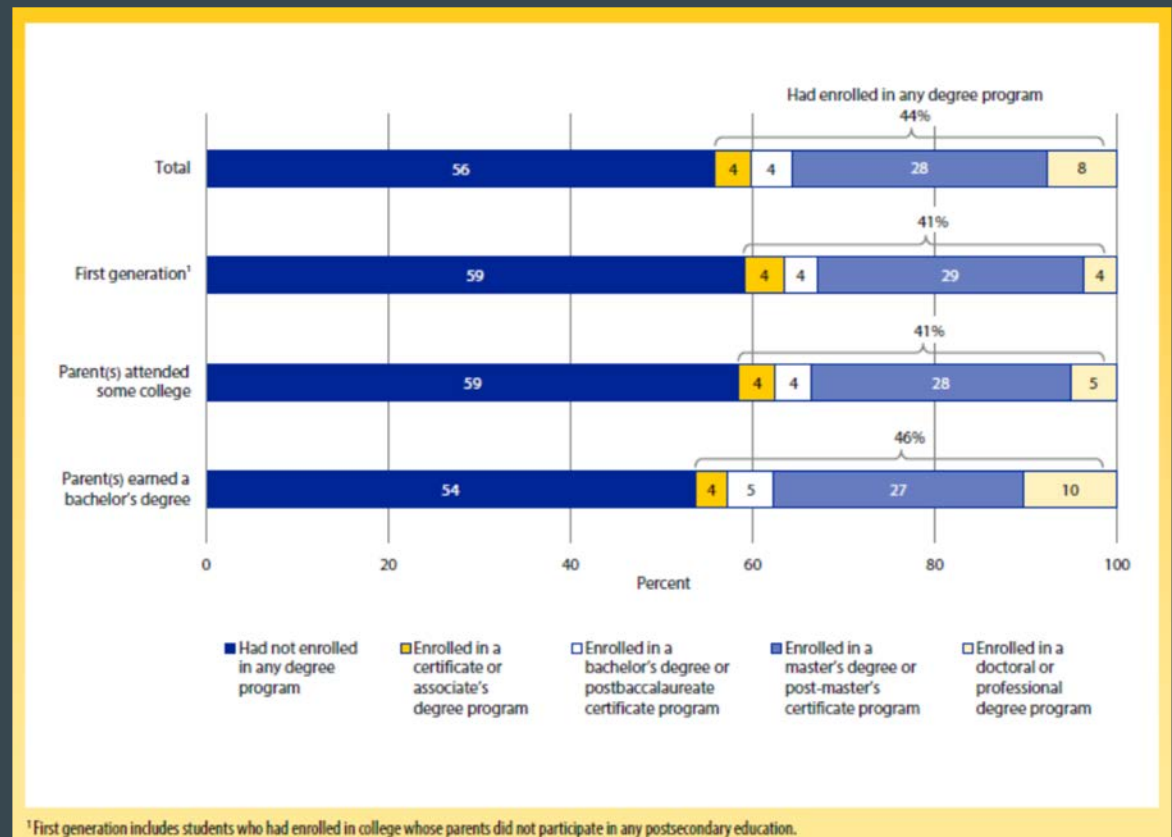 Had enrolled in any degree program
44%
Total
56
4
4
28
8
41%
First generation¹
59
4
4
29
4
41%
Parent(s) attended
some college
59
4
4
28
5
46%
Parent(s) earned a
bachelor's degree
54
4
5
27
10
0
20
40
60
80
100
Percent
Had not enrolled
in any degree
program
Enrolled in a
certificate or
associate's
degree program
Enrolled in a
bachelor's degree or
postbaccalaureate
certificate program
Enrolled in a
master's degree or
post-master's
certificate program
Enrolled in a
doctoral or
professional
degree program
¹First generation includes students who had enrolled in college whose parents did not participate in any postsecondary education.